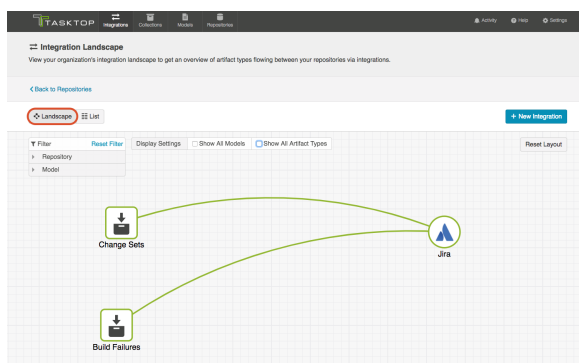 TASKTOP
Integrations
Collections
Models
Repositories
Activity
Help
Settings
Integration Landscape
View your organization's integration landscape to get an overview of artifact types flowing between your repositories via integrations.
Back to Repositories
Landscape
List
+ New Integration
Filter
Reset Filter
Display Settings
Show All Models
Show All Artifact Types
Reset Layout
Repository
Model
Change Sets
Jira
Build Failures